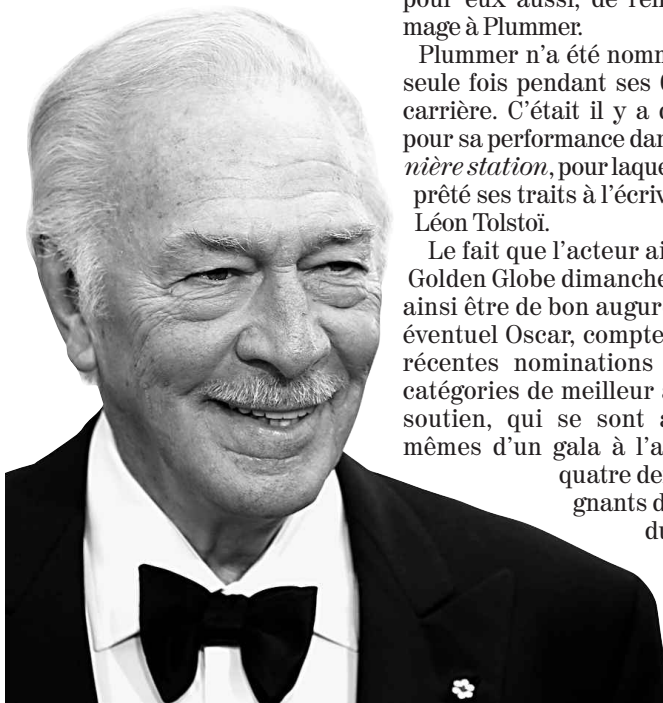 pour eux aussi, de ren
mage à Plummer.
Plummer n'a été nomm
seule fois pendant ses
carrière. C'était il y a
pour sa performance dan
nière station, pour laque
prêté ses traits à l'écriv
Léon Tolstoï.
Le fait que l'acteur ai
Golden Globe dimanche
ainsi être de bon augur
éventuel Oscar, compte
récentes nominations
catégories de meilleur a
soutien, qui se sont a
mêmes d'un gala à l'a
quatre de
gnants d
du